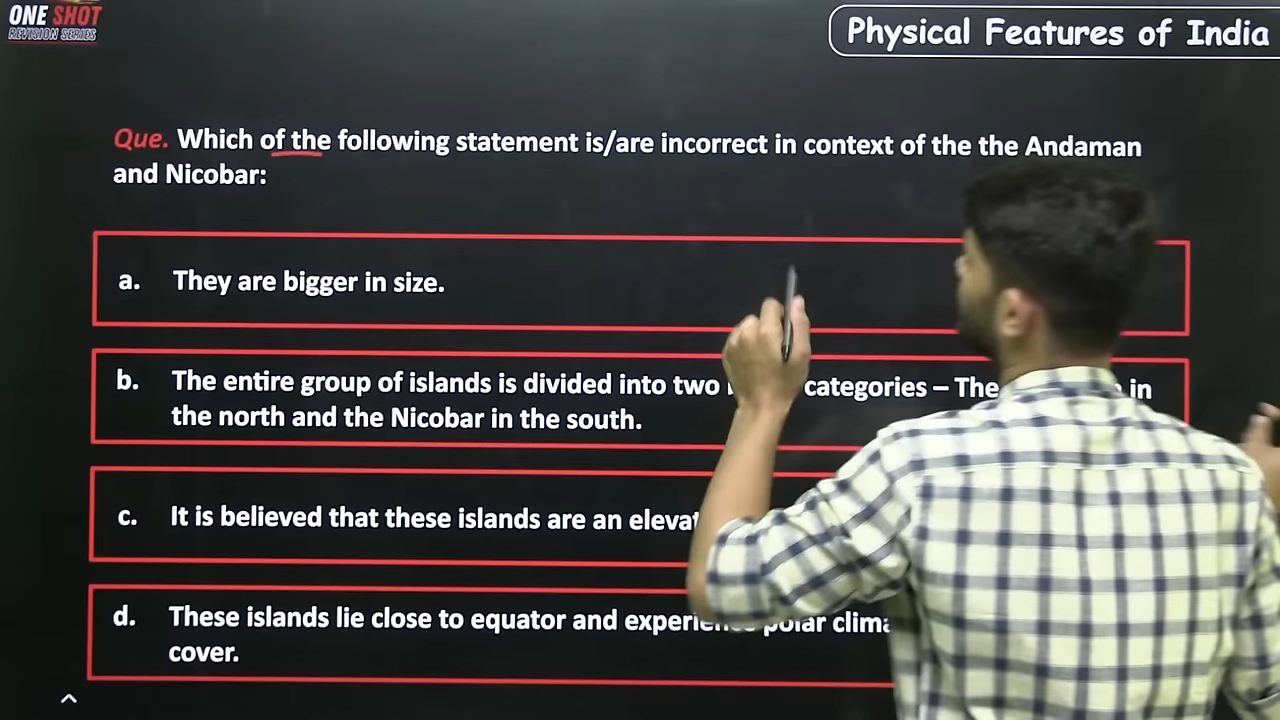 ONE SHOT
REVISION SERIES
Physical Features of India
Que. Which of the following statement is/are incorrect in context of the the Andaman
and Nicobar:
a. They are bigger in size.
b. The entire group of islands is divided into two categories – The in
the north and the Nicobar in the south.
c. It is believed that these islands are an
d. These islands lie close to equator and experience polar
cover.